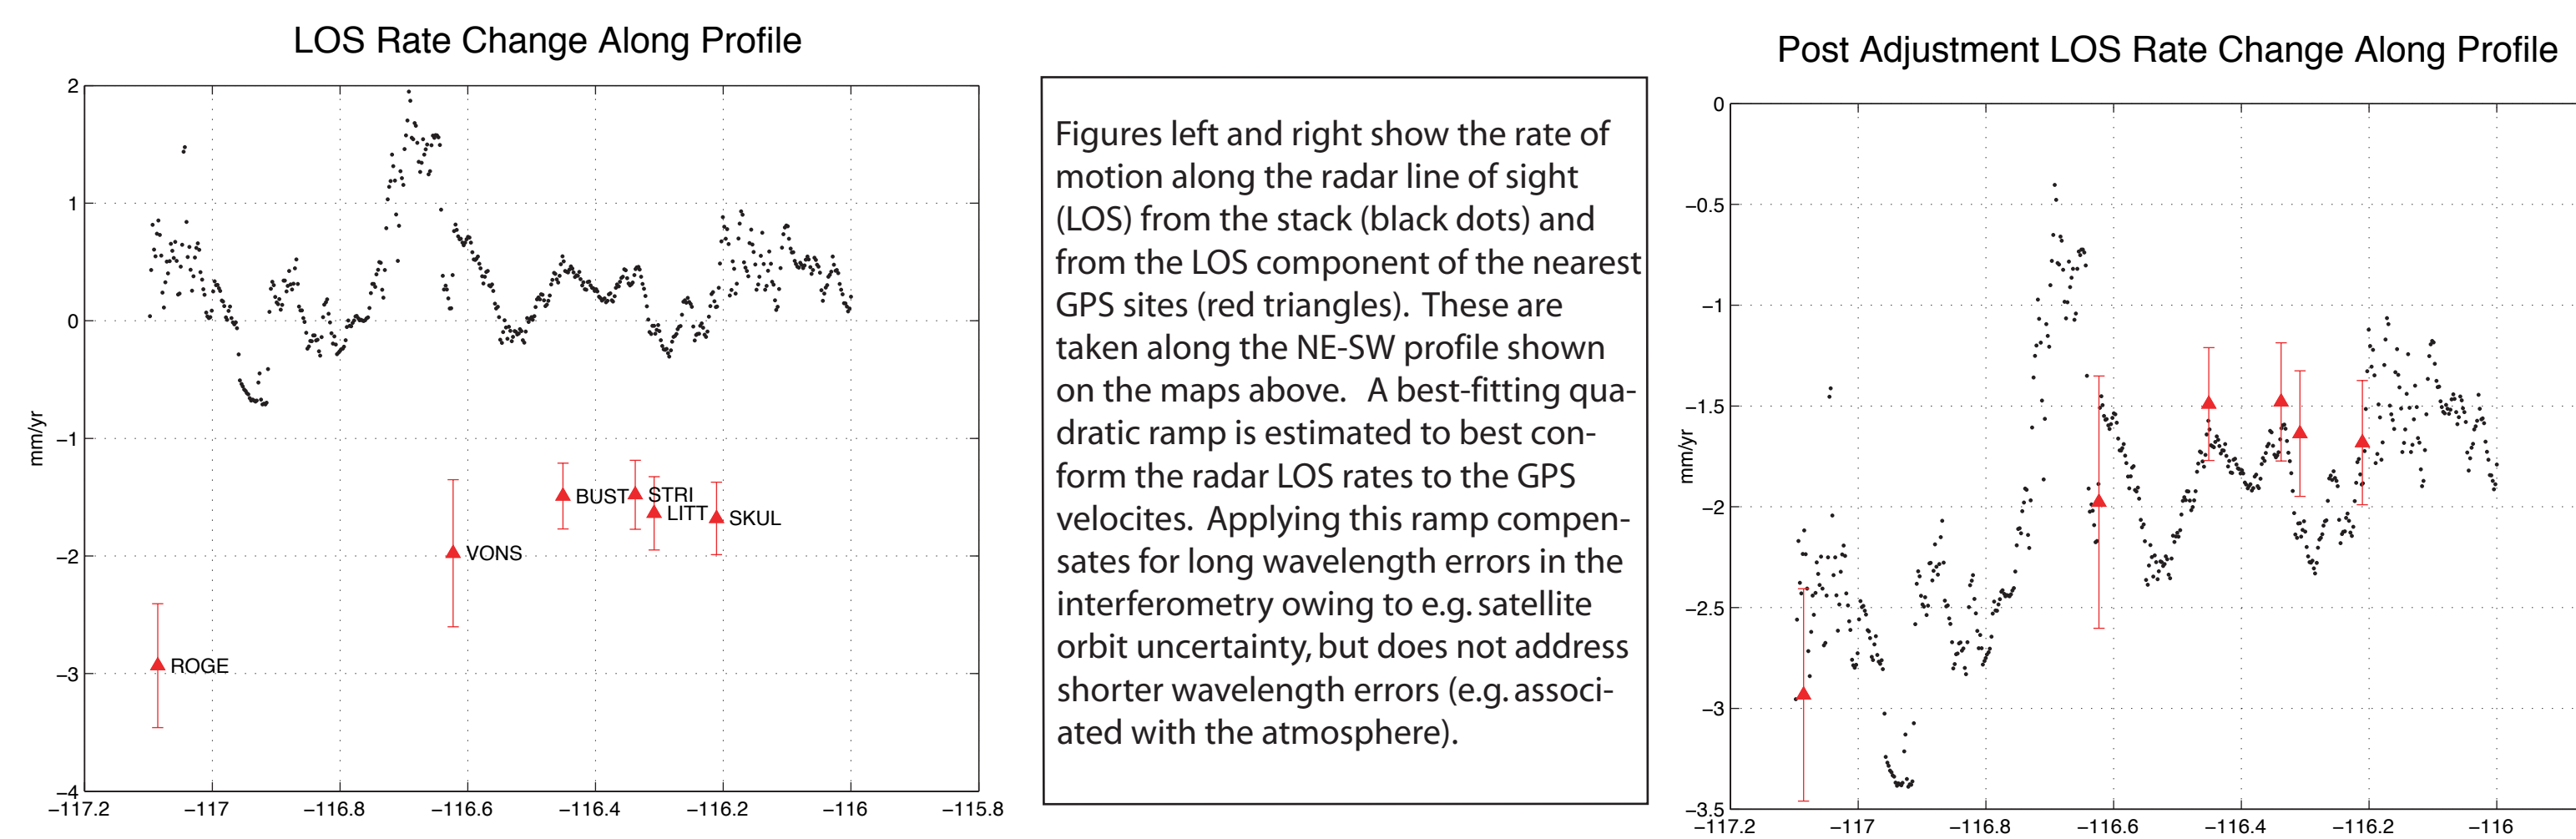 LOS Rate Change Along Profile
2
1
0
−1
−2
−3
−4
mm/yr
ROGE
VONS
BUST
STRI
LITT
SKUL
−117.2 −117 −116.8 −116.6 −116.4 −116.2 −116 −115.8
Figures left and right show the rate of
motion along the radar line of sight
(LOS) from the stack (black dots) and
from the LOS component of the nearest
GPS sites (red triangles). These are
taken along the NE-SW profile shown
on the maps above. A best-fitting qua-
dratic ramp is estimated to best con-
form the radar LOS rates to the GPS
velocites. Applying this ramp compen-
sates for long wavelength errors in the
interferometry owing to e.g. satellite
orbit uncertainty, but does not address
shorter wavelength errors (e.g. associ-
ated with the atmosphere).
Post Adjustment LOS Rate Change Along Profile
0
−0.5
−1
−1.5
−2
−2.5
−3
−3.5
mm/yr
−117.2 −117 −116.8 −116.6 −116.4 −116.2 −116